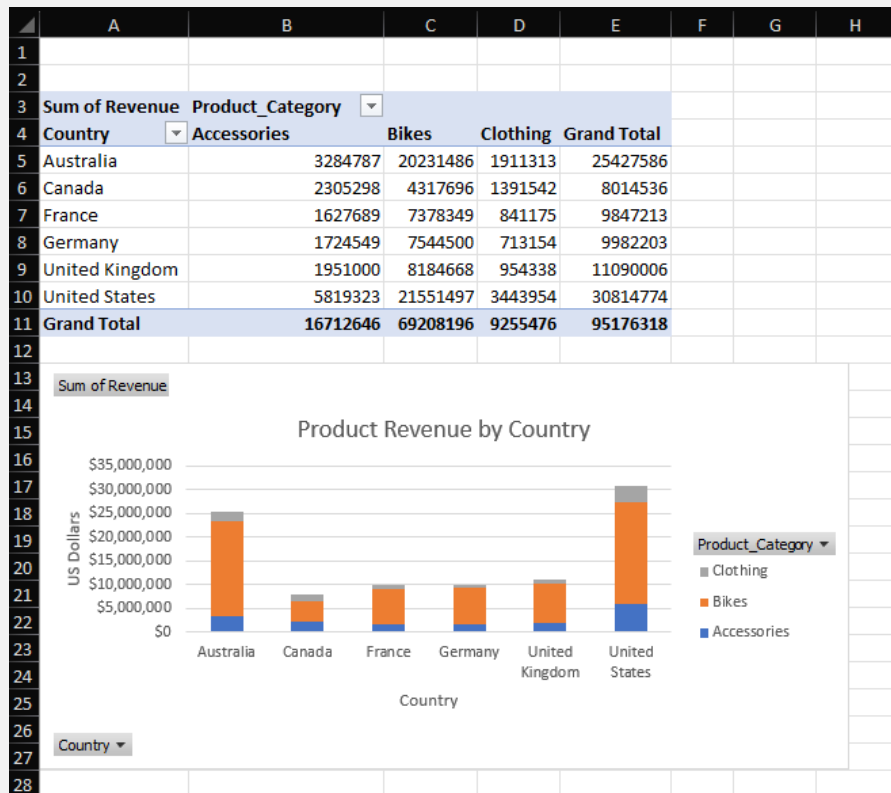 A B C D E F G H
1
2
3 Sum of Revenue Product_Category
4 Country Accessories Bikes Clothing Grand Total
5 Australia 3284787 20231486 1911313 25427586
6 Canada 2305298 4317696 1391542 8014536
7 France 1627689 7378349 841175 9847213
8 Germany 1724549 7544500 713154 9982203
9 United Kingdom 1951000 8184668 954338 11090006
10 United States 5819323 21551497 3443954 30814774
11 Grand Total 16712646 69208196 9255476 95176318
12
13
14
15
16
17
18
19
20
21
22
23
24
25
26
27
28
Sum of Revenue
Product Revenue by Country
US Dollars
$35,000,000
$30,000,000
$25,000,000
$20,000,000
$15,000,000
$10,000,000
$5,000,000
$0
Australia Canada France Germany United Kingdom United States
Country
Product_Category
Clothing
Bikes
Accessories
Country